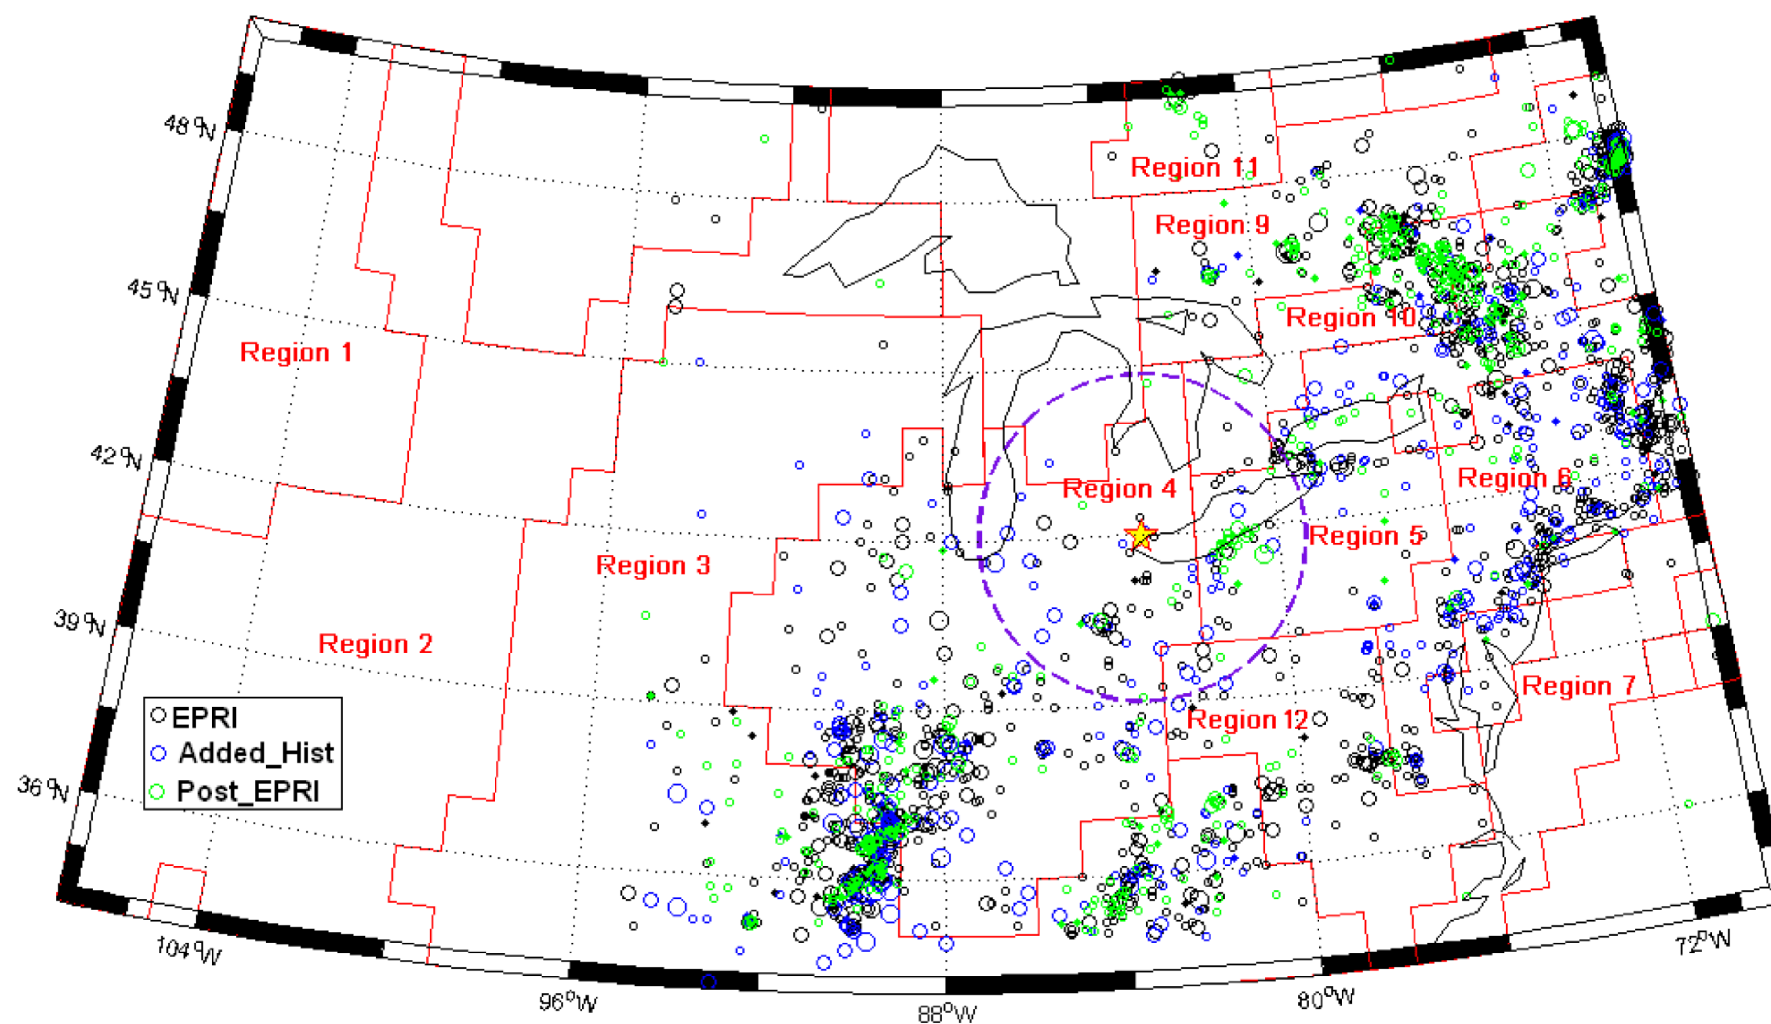 48°N
45°N
42°N
39°N
36°N
Region 11
Region 9
Region 10
Region 1
Region 4
Region 6
Region 5
Region 3
Region 2
Region 7
Region 12
EPRI
Added_Hist
Post_EPRI
104°W
96°W
88°W
80°W
72°W